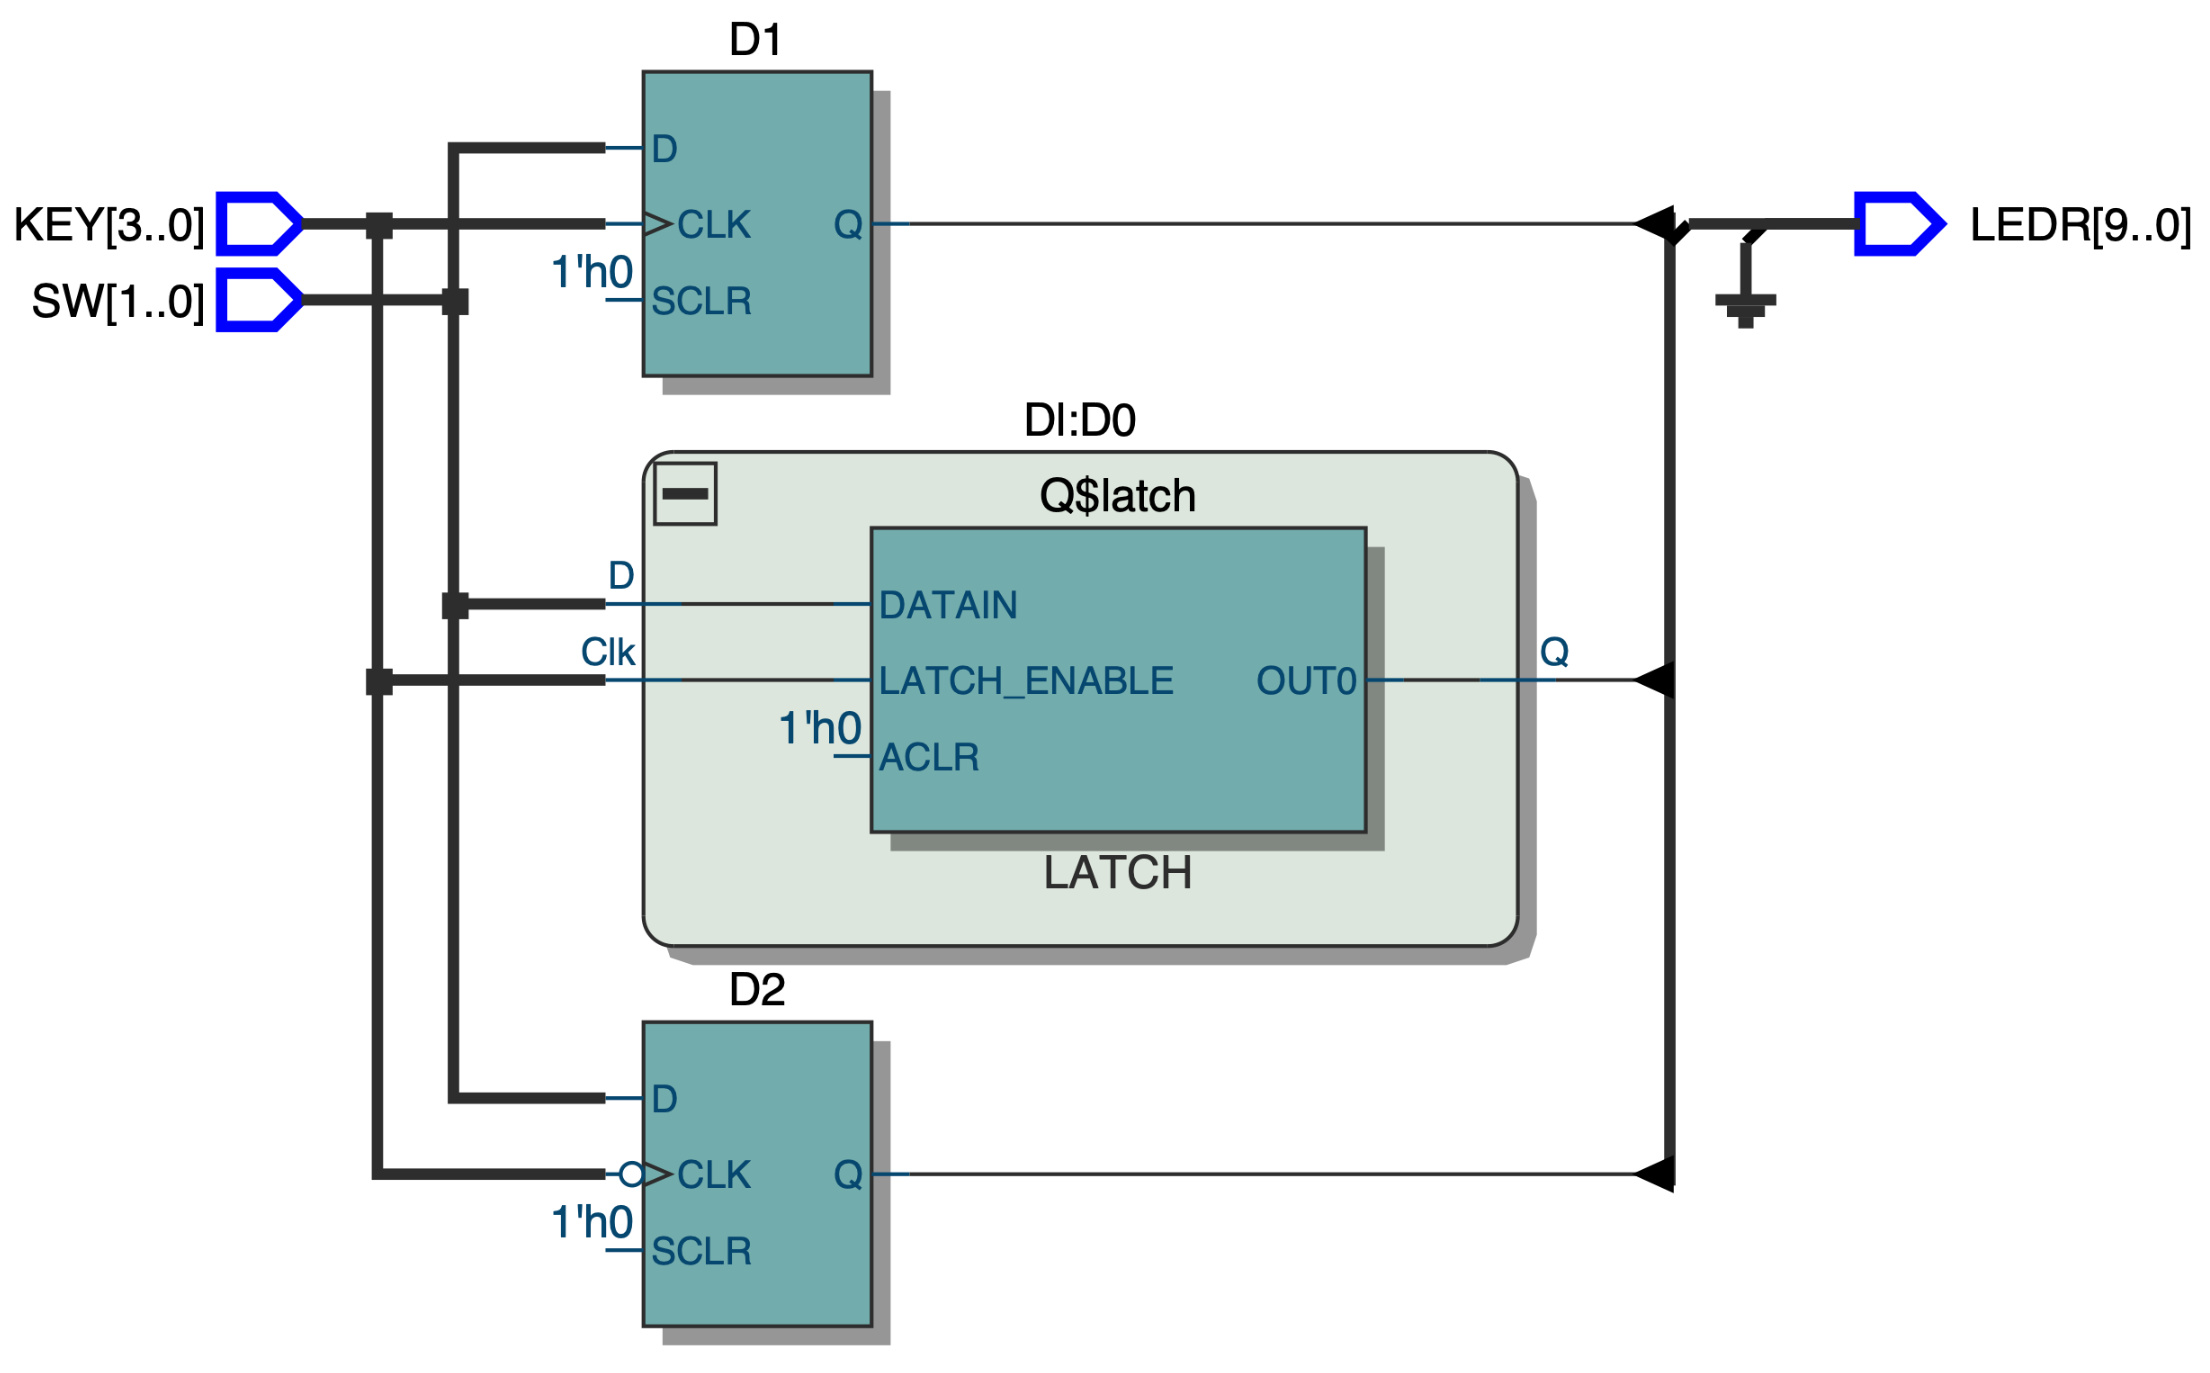 D1
D
KEY[3..0]
CLK
Q
LEDR[9..0]
1'h0
SW[1..0]
SCLR
DI:D0
Q$latch
D
DATAIN
Clk
LATCH_ENABLE
OUT0
Q
1'h0
ACLR
LATCH
D2
D
CLK
Q
1'h0
SCLR